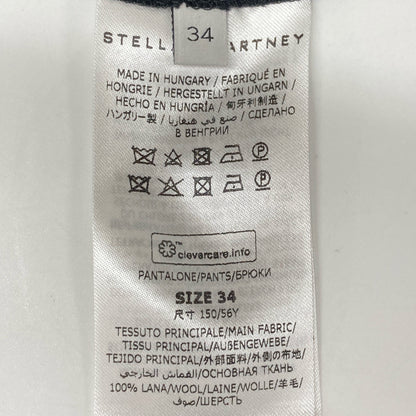 34
STELLA McCARTNEY
MADE IN HUNGARY / FABRIQUÉ EN
HONGRIE / HERGESTELLT IN UNGARN /
HECHO EN HUNGRÍA / 匈牙利制造 /
ハンガリー製 / صنع في هنغاريا / СДЕЛАНО
В ВЕНГРИИ
P
P
™ clevercare.info
PANTALONE/PANTS/БРЮКИ
SIZE 34
尺寸 150/56Y
TESSUTO PRINCIPALE/MAIN FABRIC/
TISSU PRINCIPAL/AUßENGEWEBE/
TEJIDO PRINCIPAL/外部面料/外側の布地/
القماش الخارجي/ОСНОВНАЯ ТКАНЬ
100% LANA/WOOL/LAINE/WOLLE/羊毛/
صوف/ШЕРСТЬ